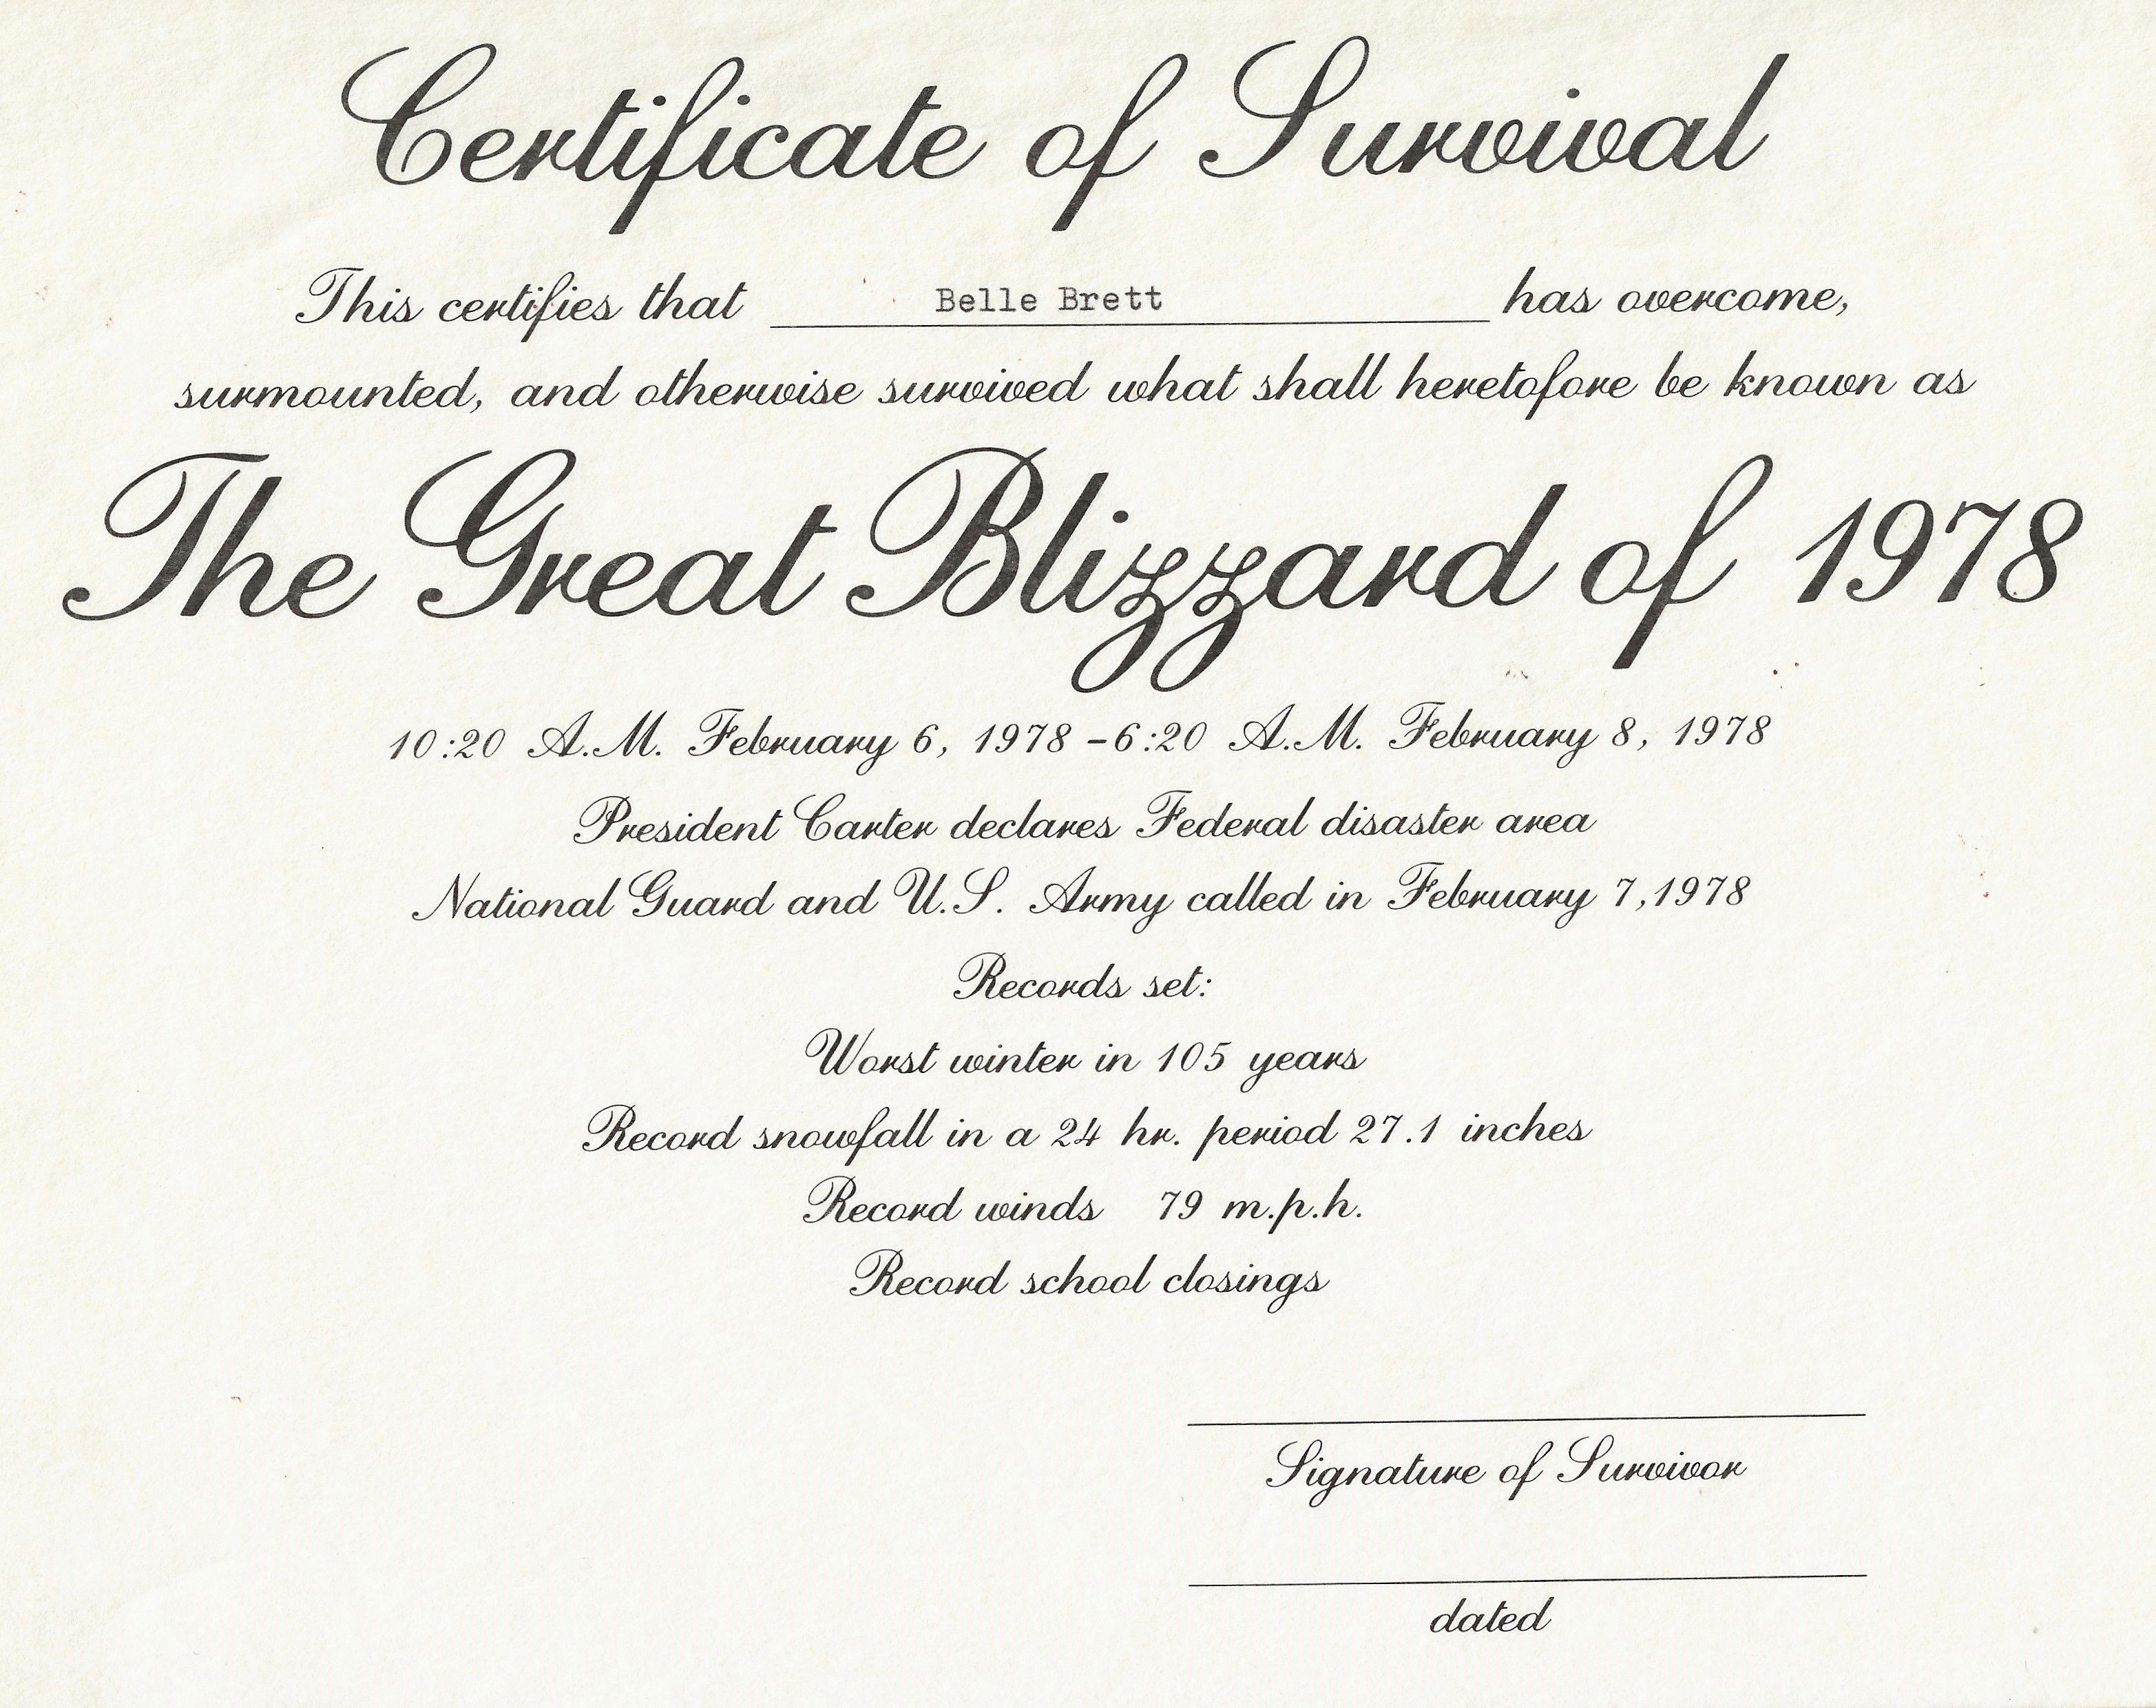 Certificate of Survival
This certifies that Belle Brett has overcome,
surmounted, and otherwise survived what shall heretofore be known as
The Great Blizzard of 1978
10:20 A.M. February 6, 1978 -6:20 A.M. February 8, 1978
President Carter declares Federal disaster area
National Guard and U.S. Army called in February 7,1978
Records set:
Worst winter in 105 years
Record snowfall in a 24 hr. period 27.1 inches
Record winds 79 m.p.h.
Record school closings
Signature of Survivor
dated